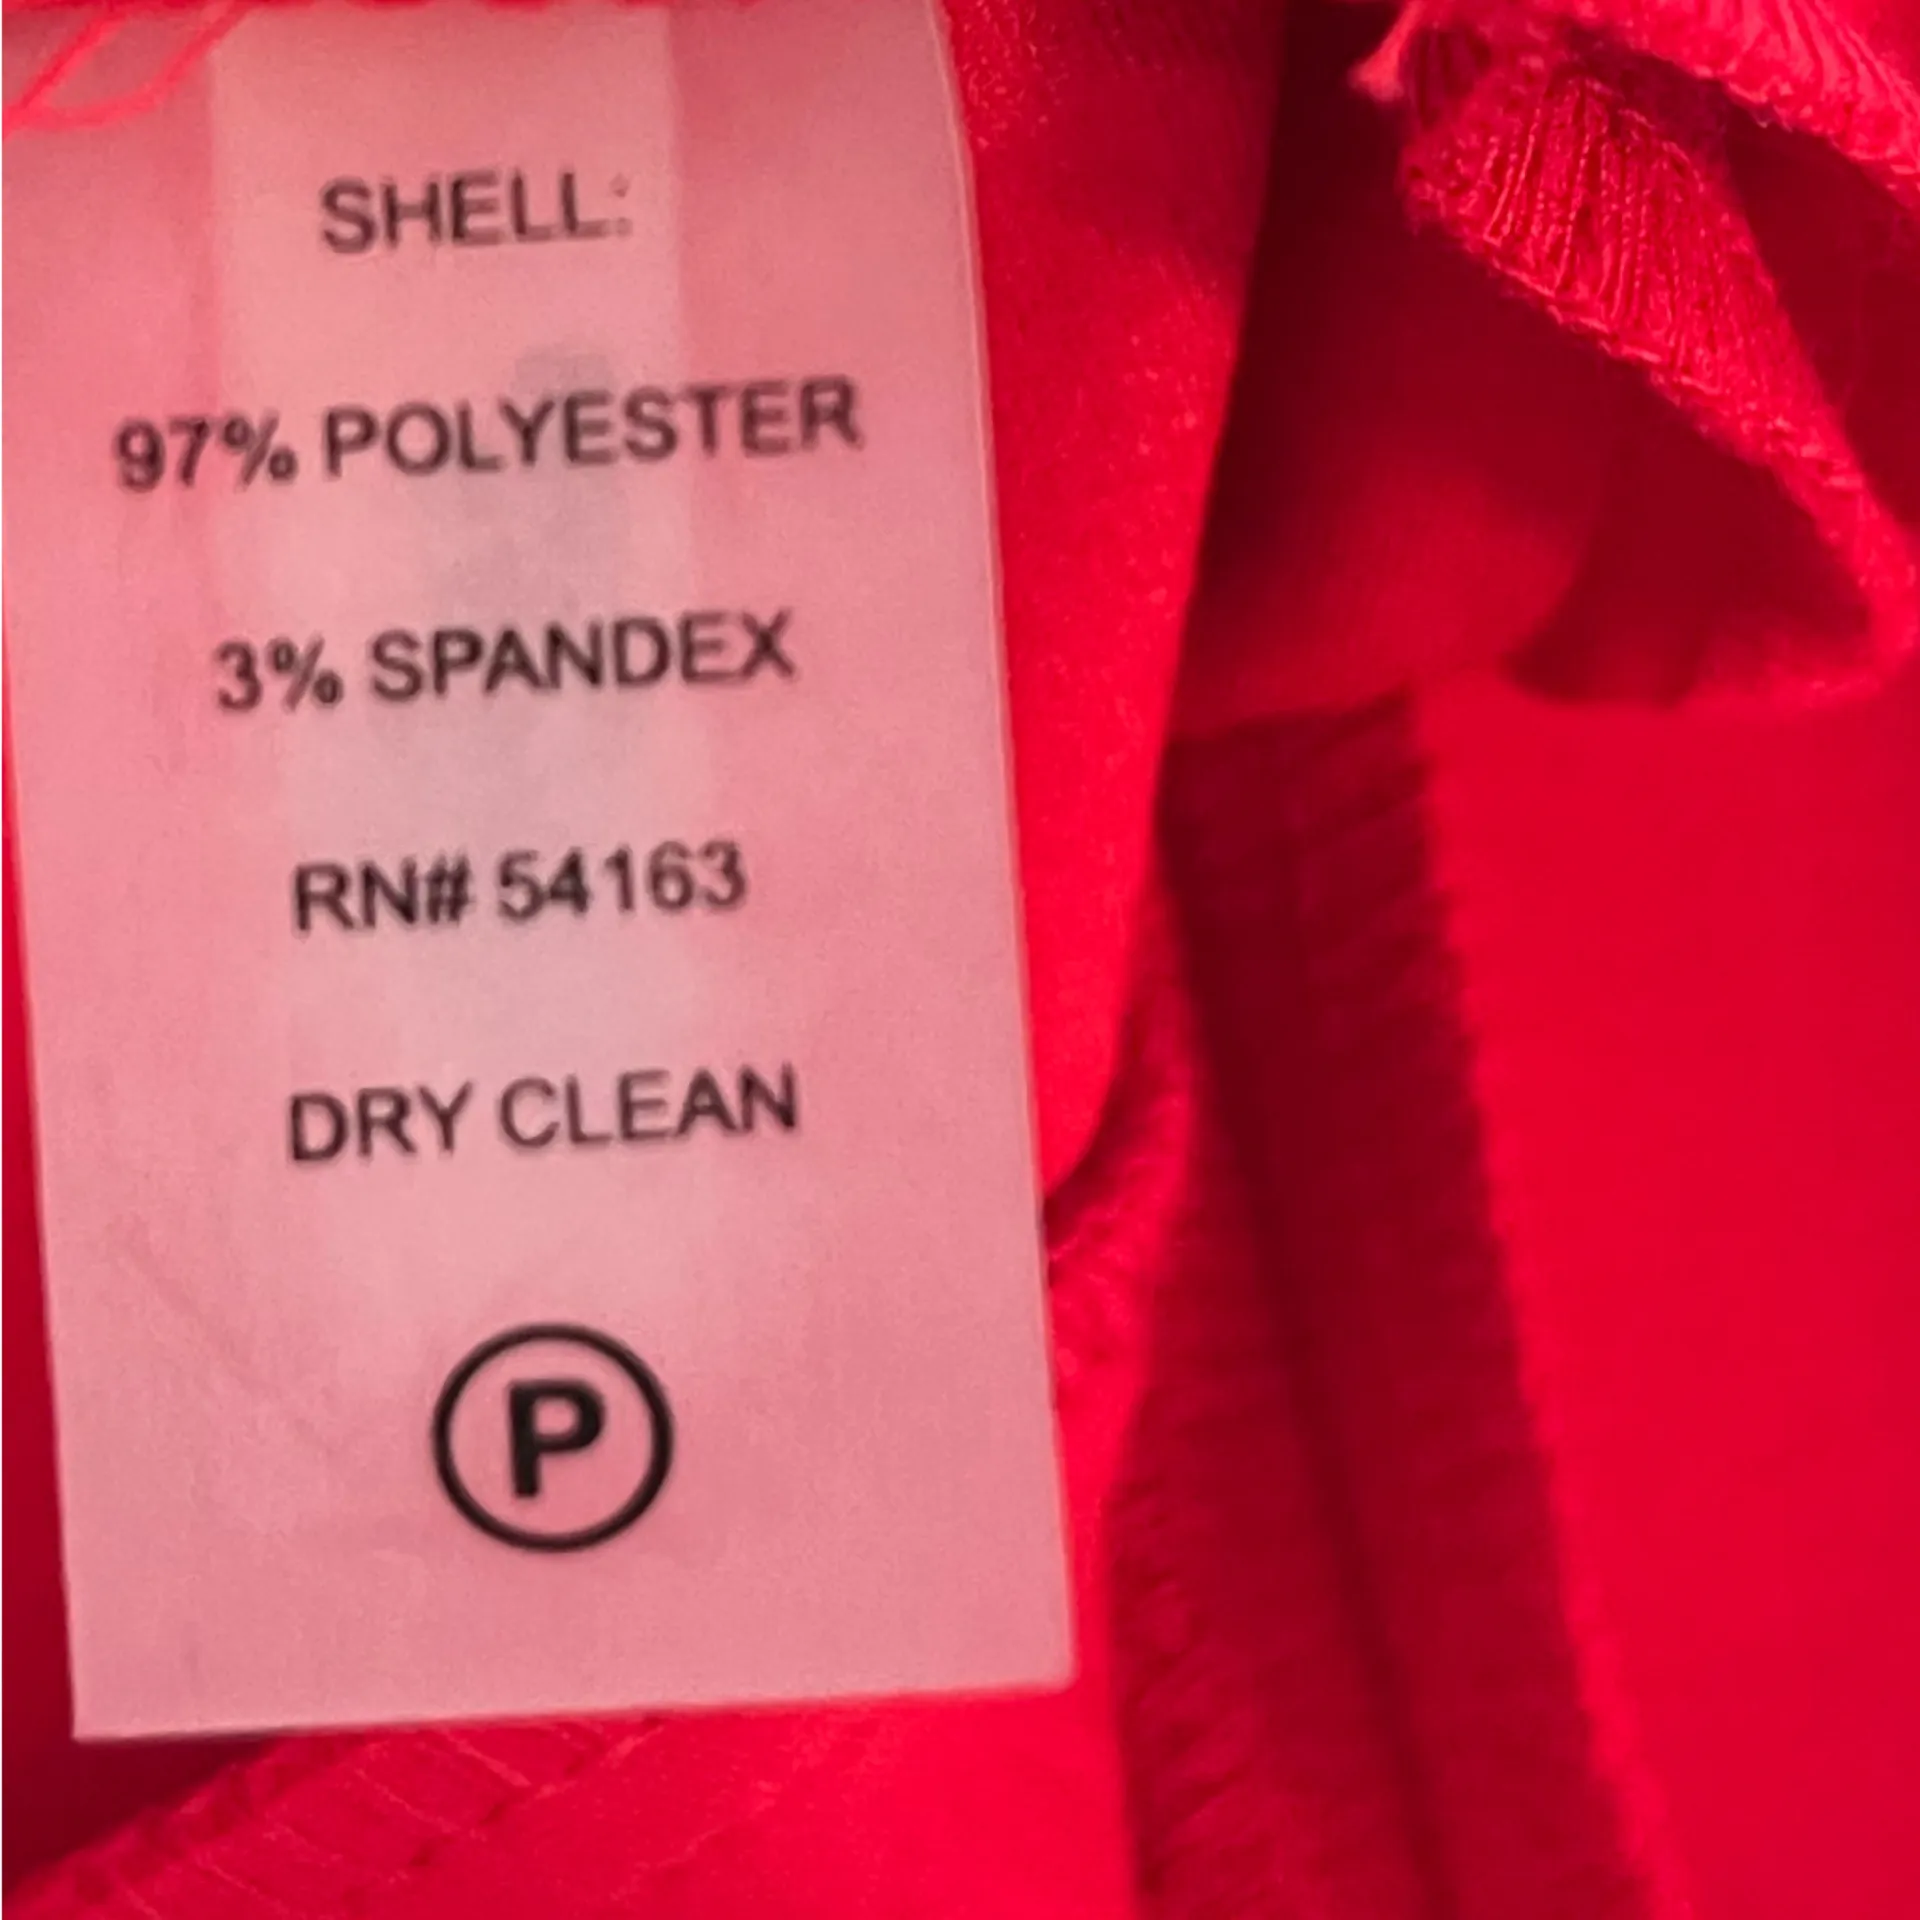 SHELL:
97% POLYESTER
3% SPANDEX
RN# 54163
DRY CLEAN
P